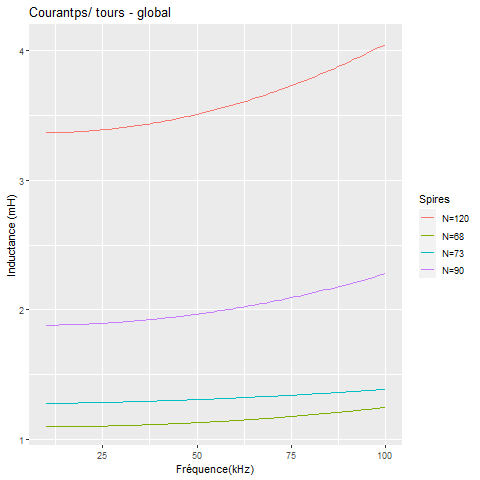 Courantps/ tours - global
4
3
2
1
Inductance (mH)
25
50
75
100
Fréquence(kHz)
Spires
N=120
N=68
N=73
N=90